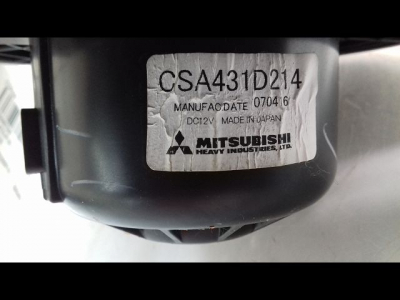 CSA431D214
MANUFAC.DATE 070416
DC12V MADE IN JAPAN
MITSUBISHI
HEAVY INDUSTRIES, LTD.